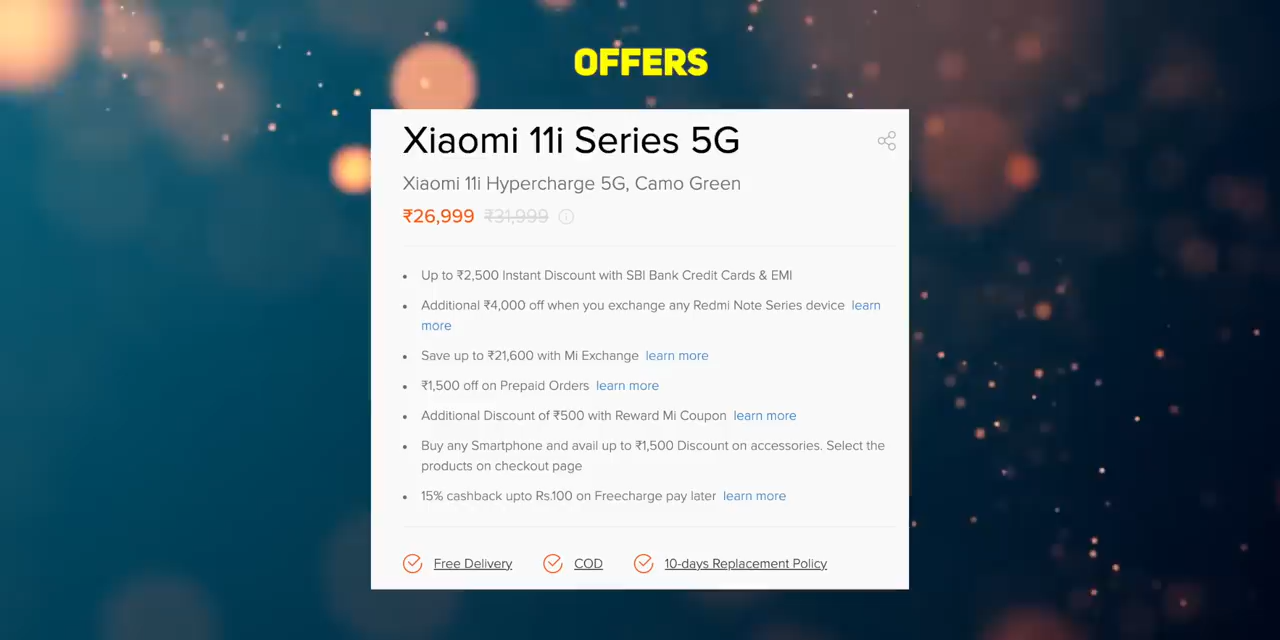 OFFERS
Xiaomi 11i Series 5G
Xiaomi 11i Hypercharge 5G, Camo Green
₹26,999 ₹31,999
Up to ₹2,500 Instant Discount with SBI Bank Credit Cards & EMI
Additional ₹4,000 off when you exchange any Redmi Note Series device learn
more
Save up to ₹21,600 with Mi Exchange learn more
₹1,500 off on Prepaid Orders learn more
Additional Discount of ₹500 with Reward Mi Coupon learn more
Buy any Smartphone and avail up to ₹1,500 Discount on accessories. Select the
products on checkout page
15% cashback upto Rs.100 on Freecharge pay later learn more
Free Delivery COD 10-days Replacement Policy